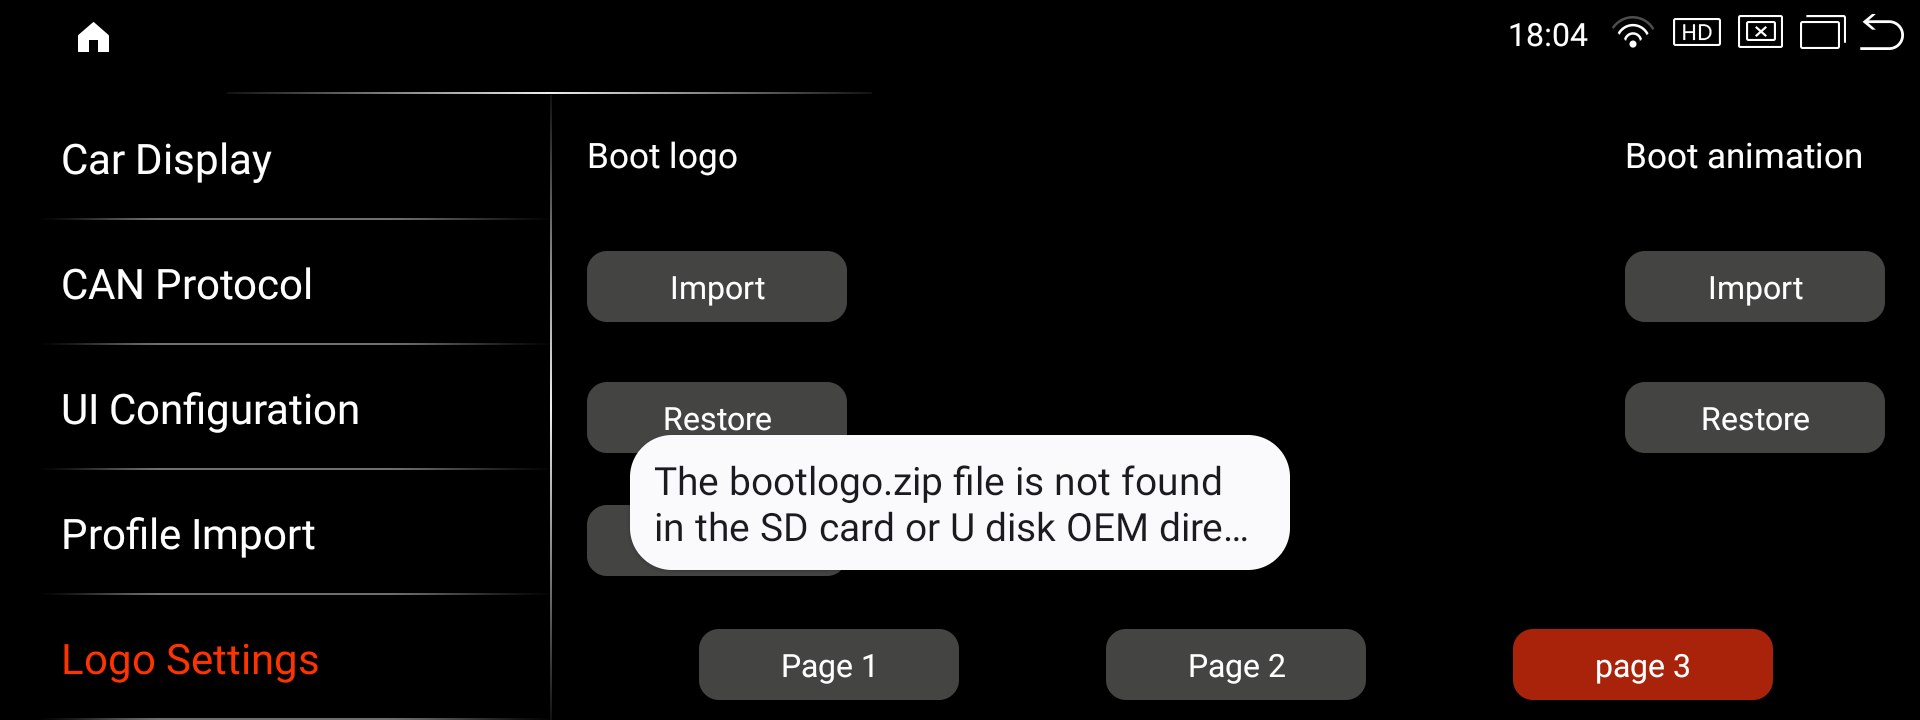 18:04
HD
Car Display
CAN Protocol
UI Configuration
Profile Import
Logo Settings
Boot logo
Boot animation
Import
Import
Restore
Restore
The bootlogo.zip file is not found
in the SD card or U disk OEM dire...
Page 1
Page 2
page 3